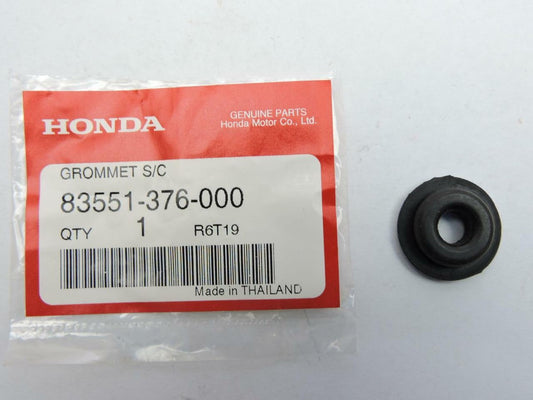 HONDA
GENUINE PARTS
Honda Motor Co., Ltd.
GROMMET S/C
83551-376-000
QTY 1 R6T19
Made in THAILAND